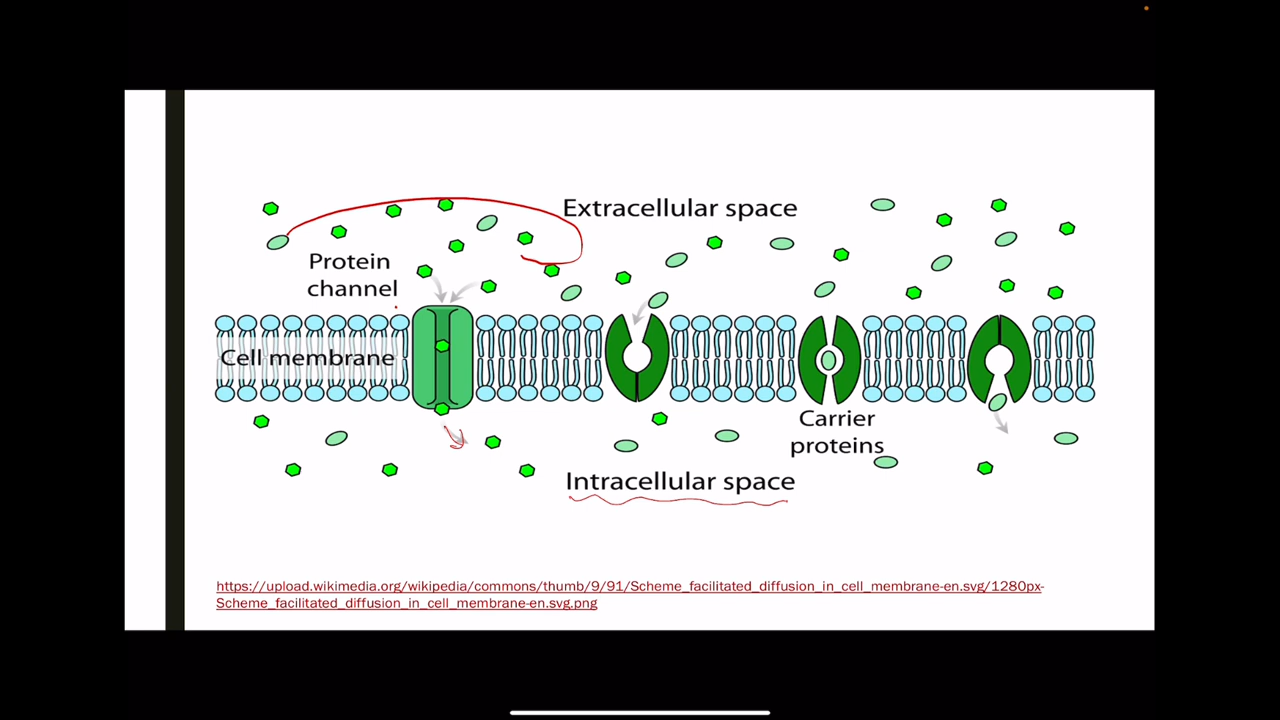 Extracellular space
Protein
channel
Cell membrane
Carrier
proteins
Intracellular space
https://upload.wikimedia.org/wikipedia/commons/thumb/9/91/Scheme_facilitated_diffusion_in_cell_membrane-en.svg/1280px-
Scheme_facilitated_diffusion_in_cell_membrane-en.svg.png